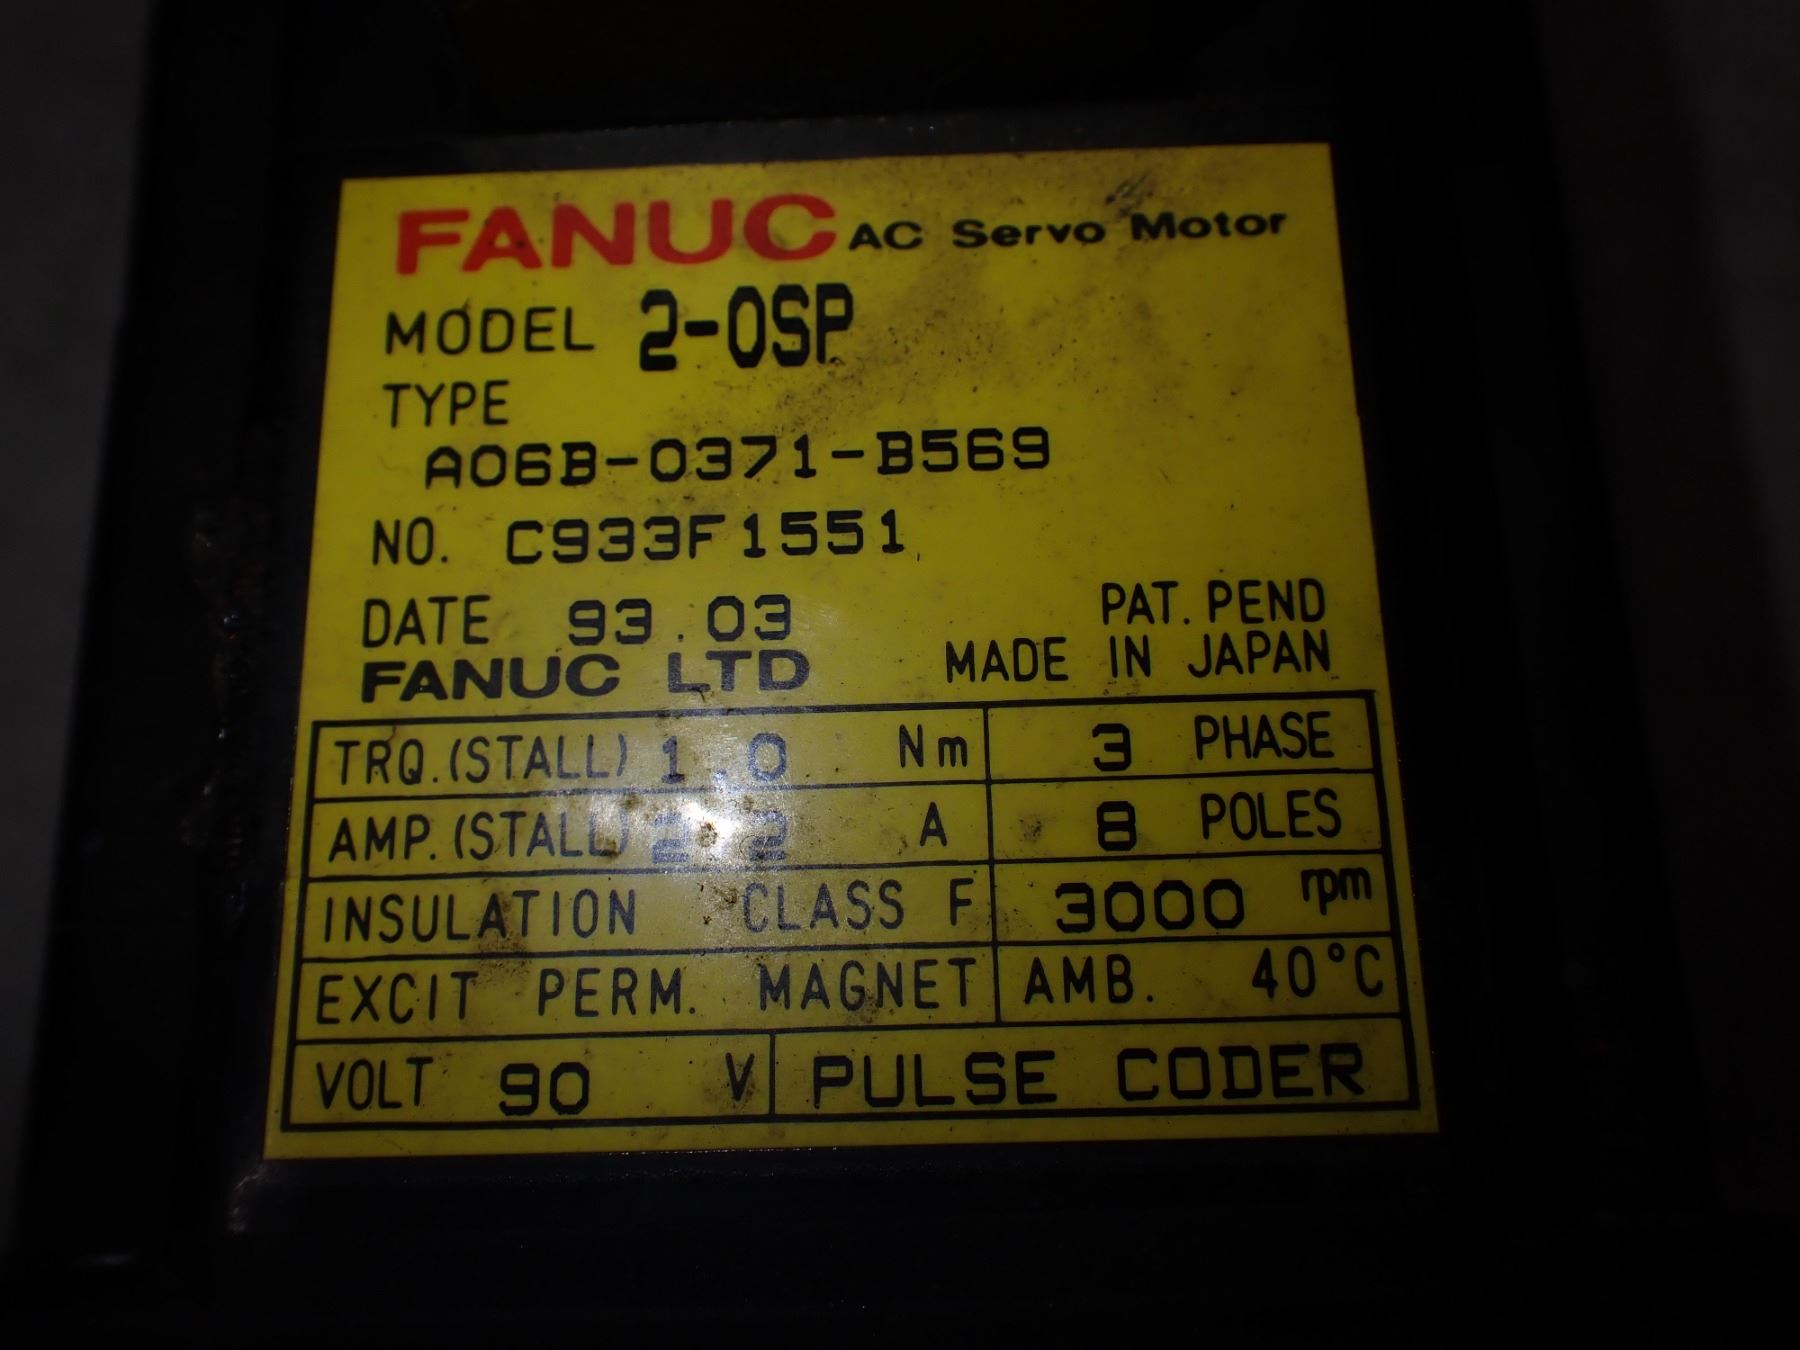 FANUC AC Servo Motor
MODEL 2-0SP
TYPE
A06B-0371-B569
NO. C933F1551
DATE 93.03
PAT. PEND
FANUC LTD MADE IN JAPAN
TRQ.(STALL) 1.0 Nm 3 PHASE
AMP.(STALL) 2.2 A 8 POLES
INSULATION CLASS F 3000 rpm
EXCIT PERM. MAGNET AMB. 40°C
VOLT 90 V PULSE CODER